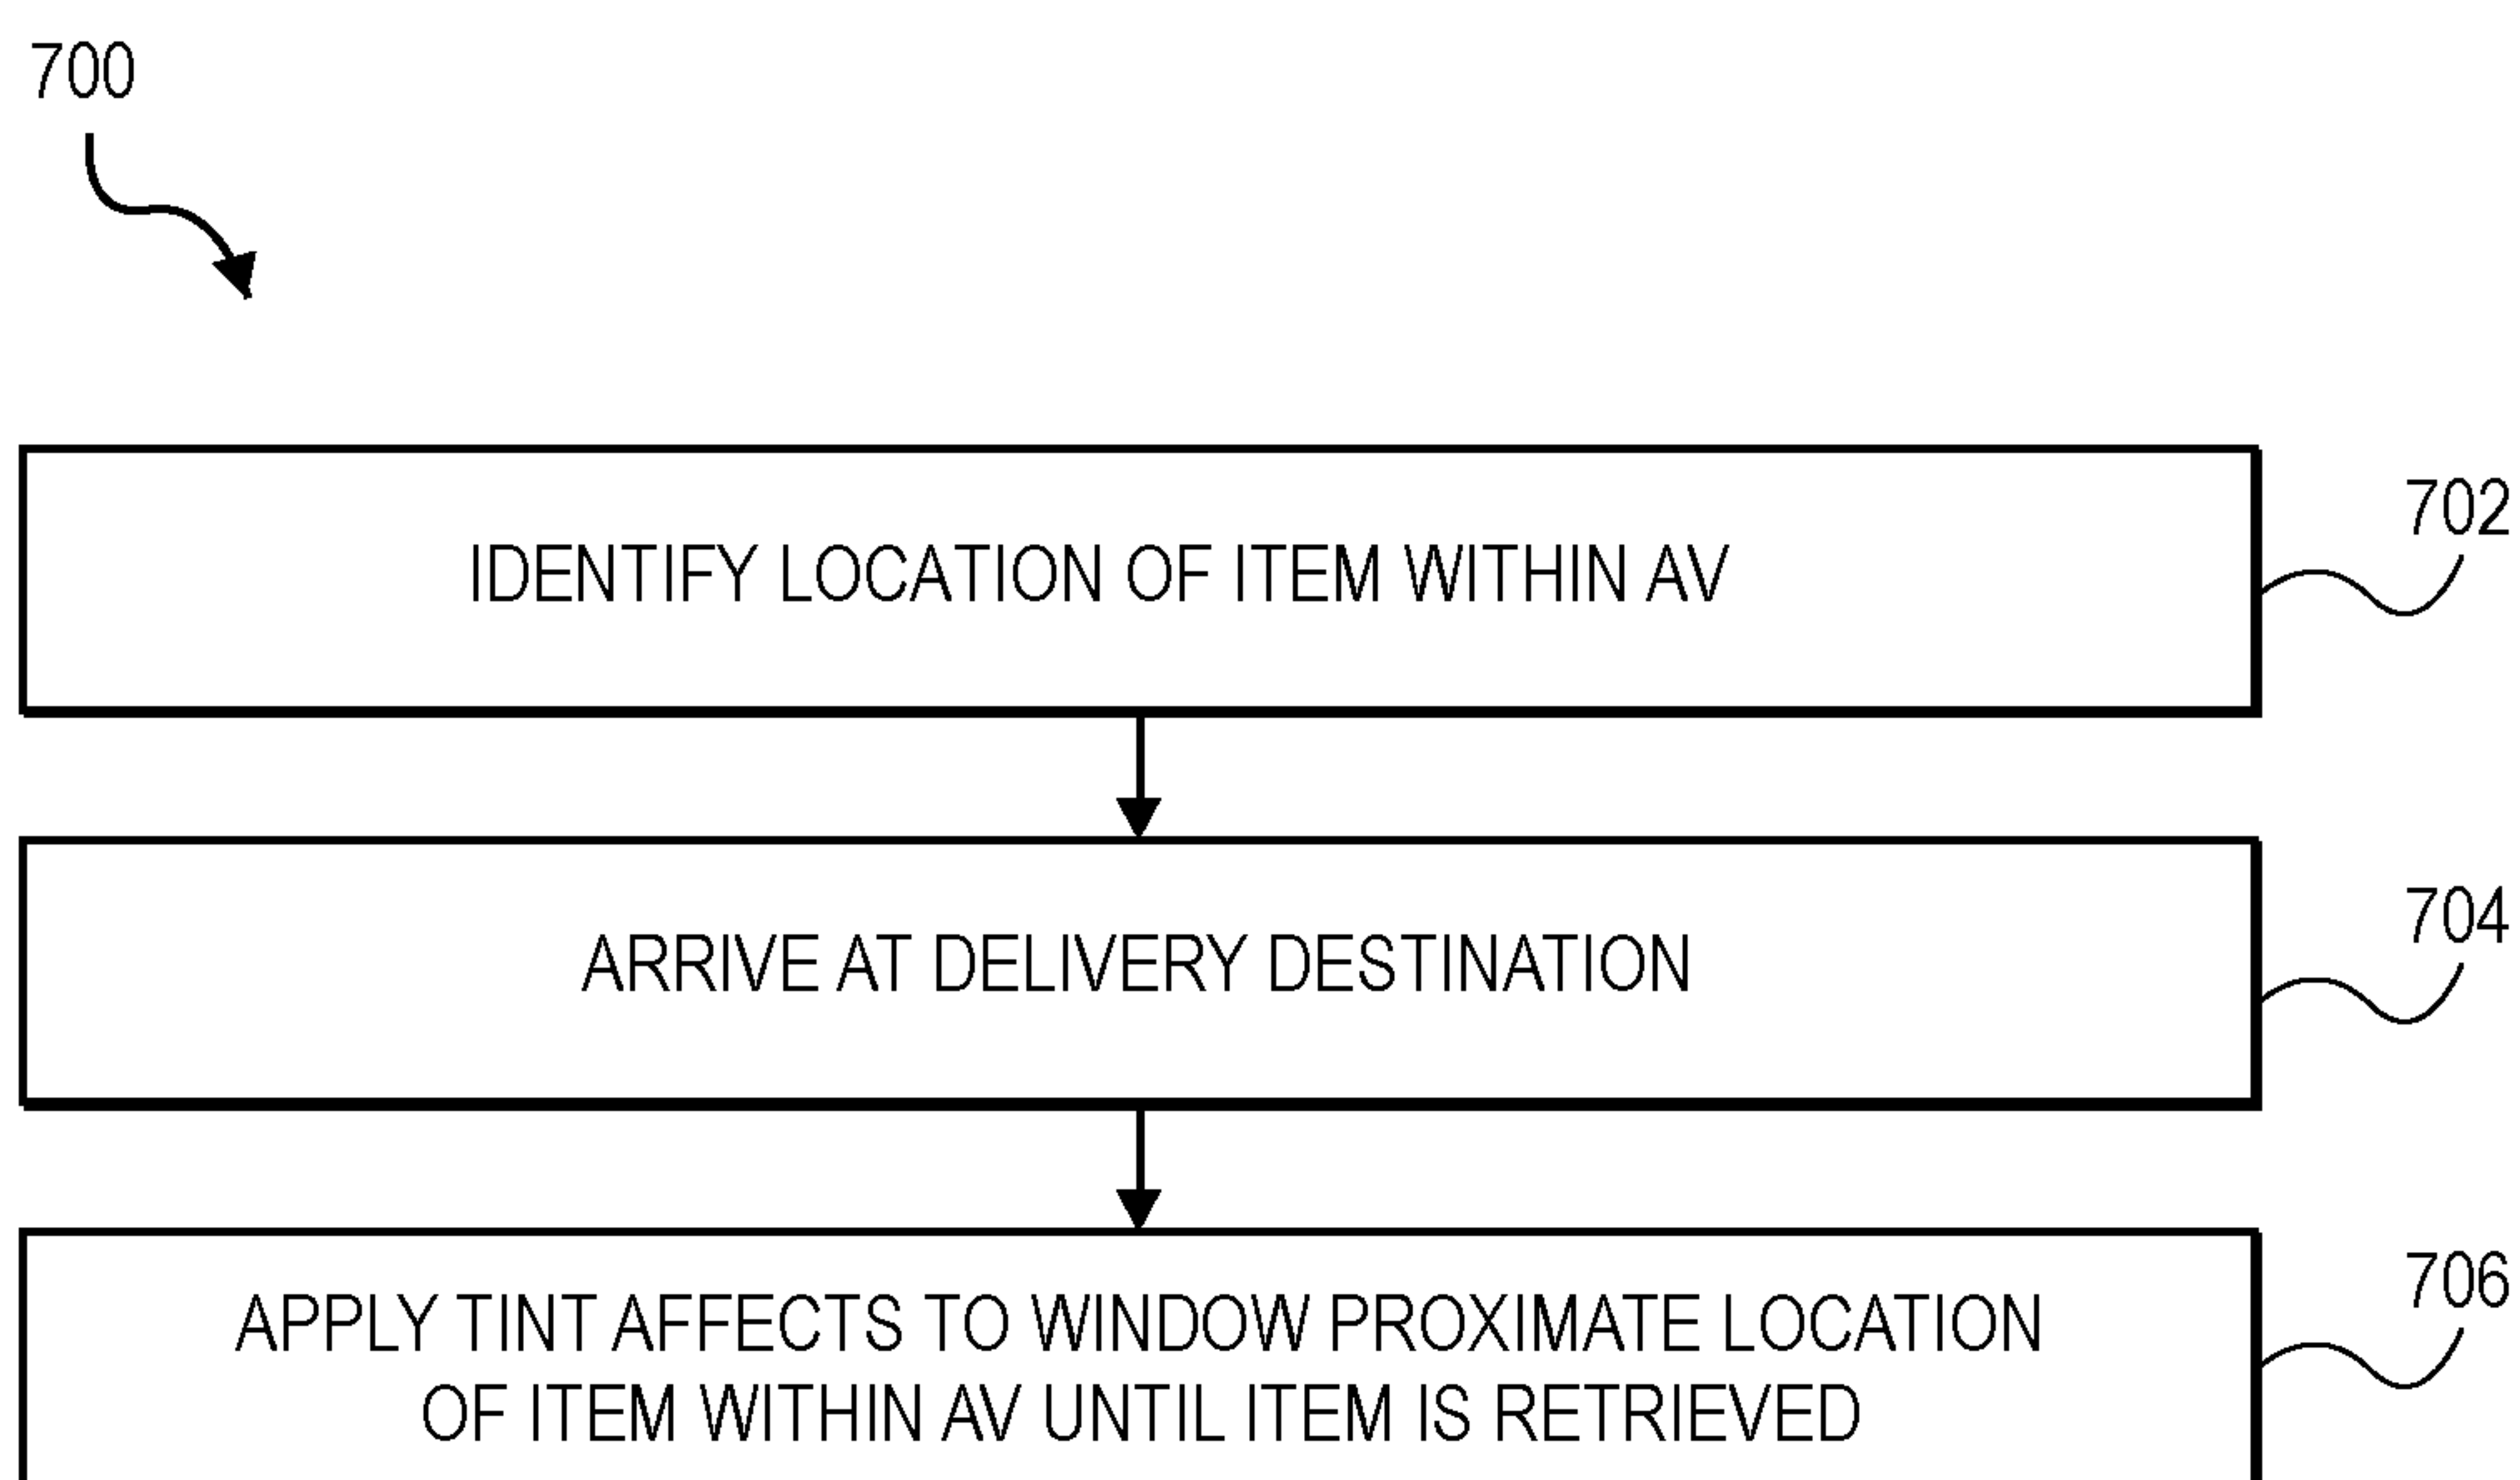 700
IDENTIFY LOCATION OF ITEM WITHIN AV
702
ARRIVE AT DELIVERY DESTINATION
704
APPLY TINT AFFECTS TO WINDOW PROXIMATE LOCATION
OF ITEM WITHIN AV UNTIL ITEM IS RETRIEVED
706